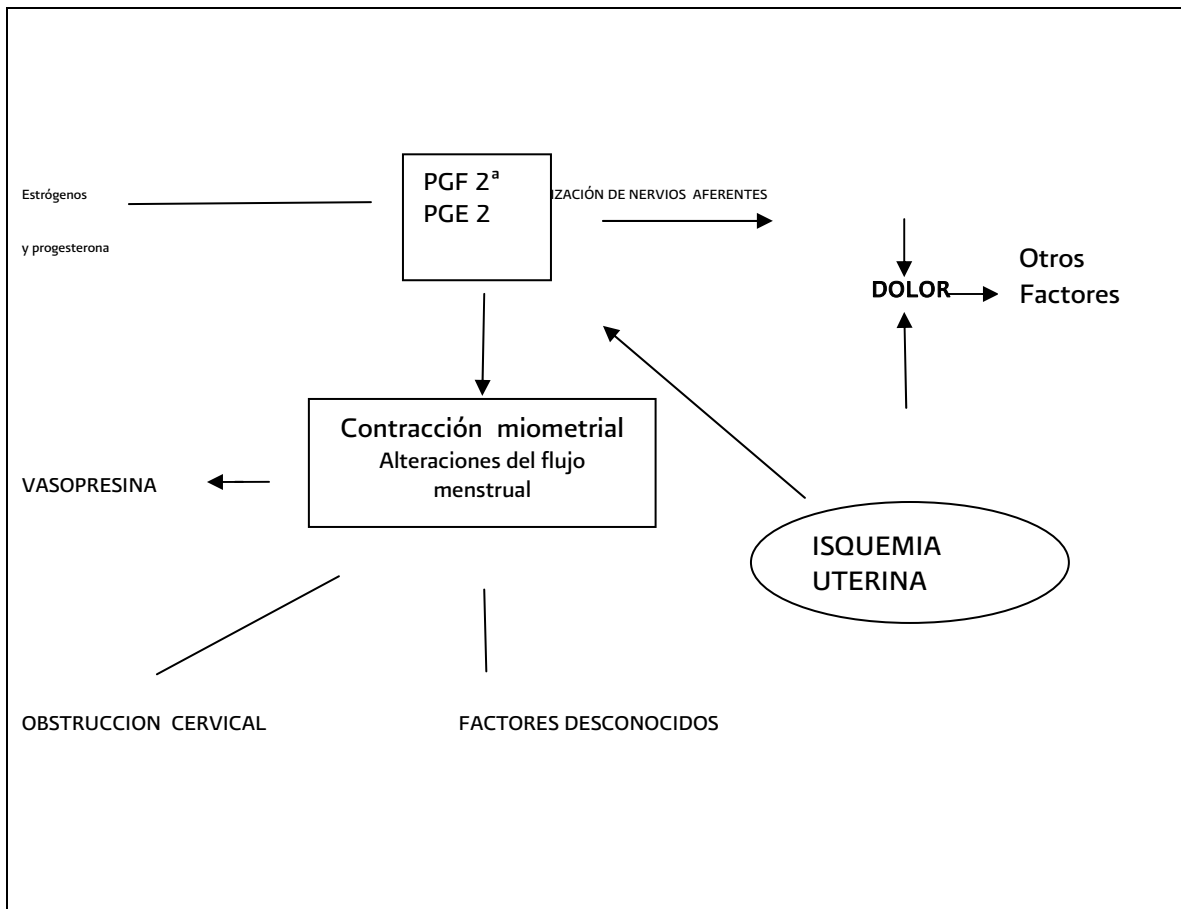 PGF 2ª
Estrógenos
IZACIÓN DE NERVIOS AFERENTES
PGE 2
y progesterona
Otros
DOLOR
Factores
Contracción miometrial
Alteraciones del flujo
menstrual
VASOPRESINA
ISQUEMIA
UTERINA
OBSTRUCCION CERVICAL
FACTORES DESCONOCIDOS